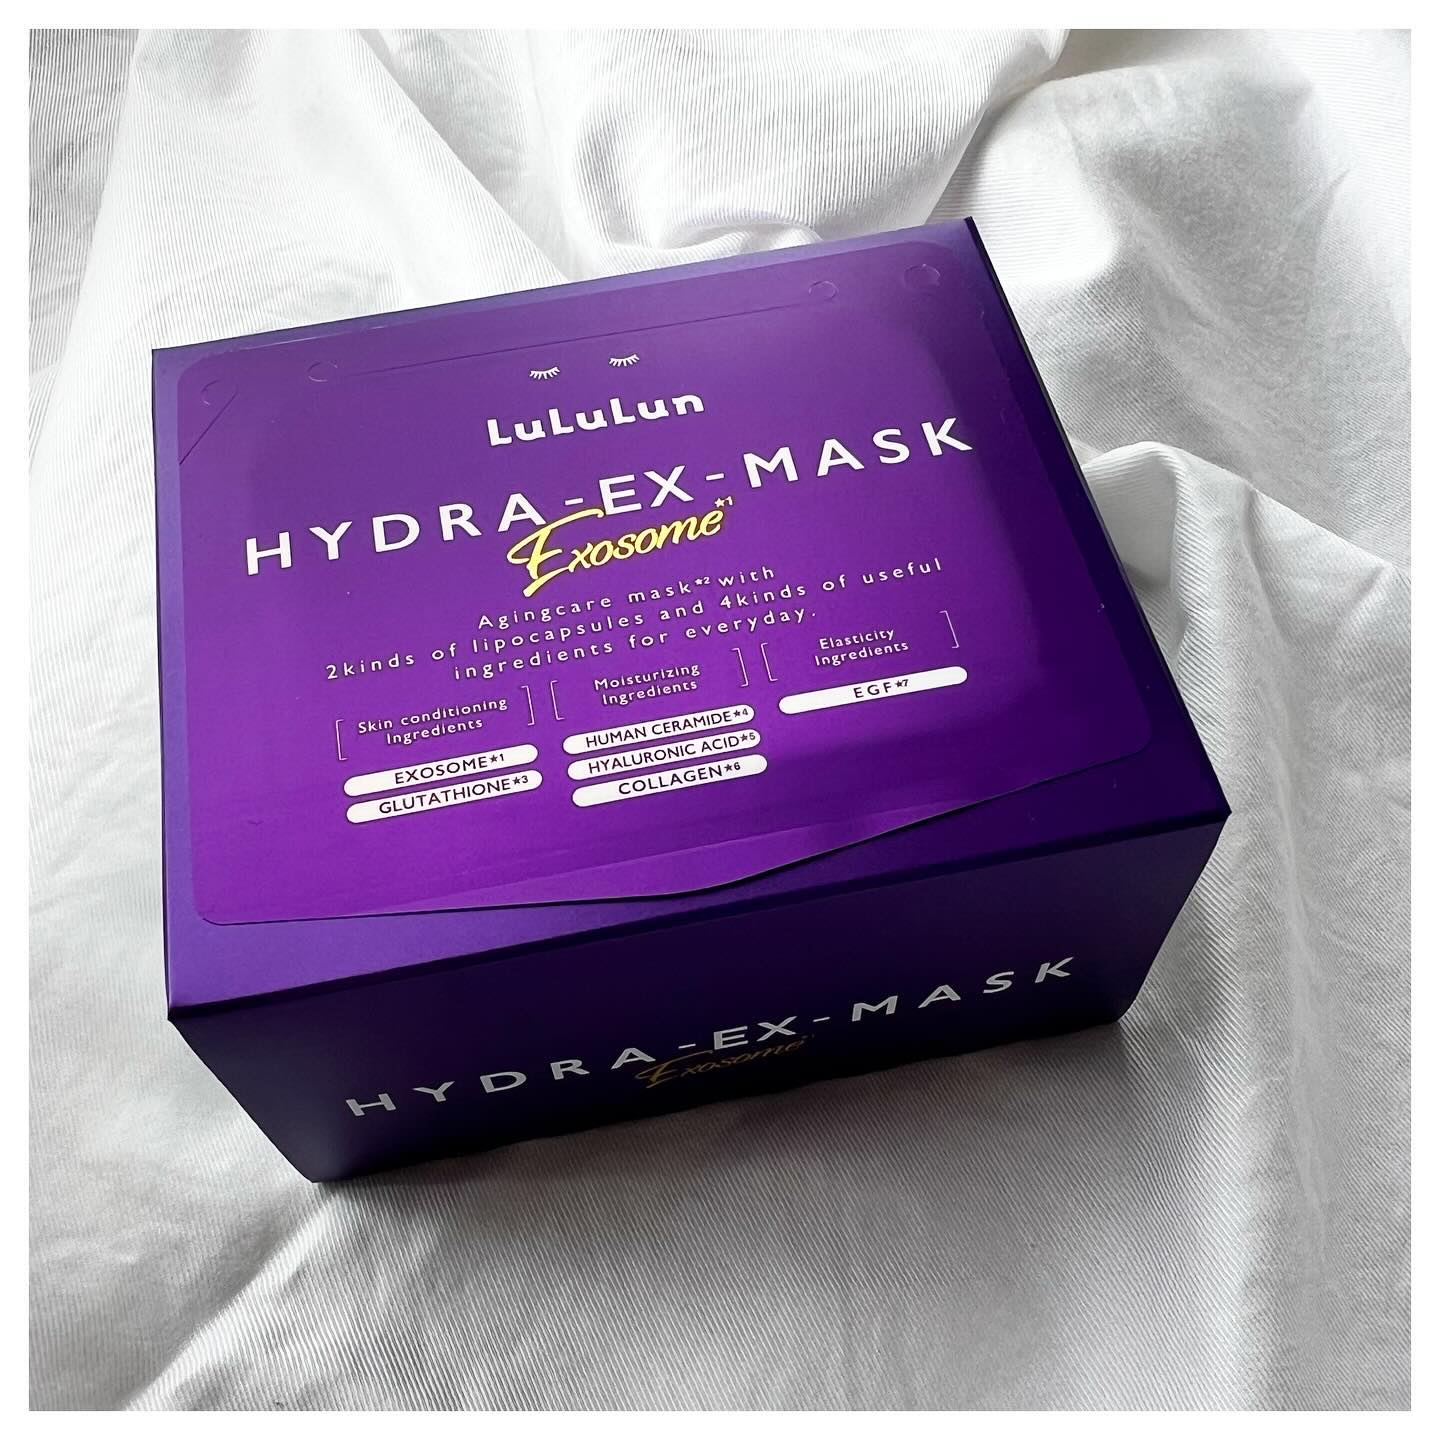 LuLuLun
HYDRA-EX-MASK
Exosome★1
Agingcare mask★2 with
2kinds of lipocapsules and 4kinds of useful
ingredients for everyday.
Skin conditioning
Ingredients
EXOSOME★1
GLUTATHIONE★3
Moisturizing
Ingredients
HUMAN CERAMIDE★4
HYALURONIC ACID★5
COLLAGEN★6
Elasticity
Ingredients
EGF★7
HYDRA-EX-MASK
Exosome